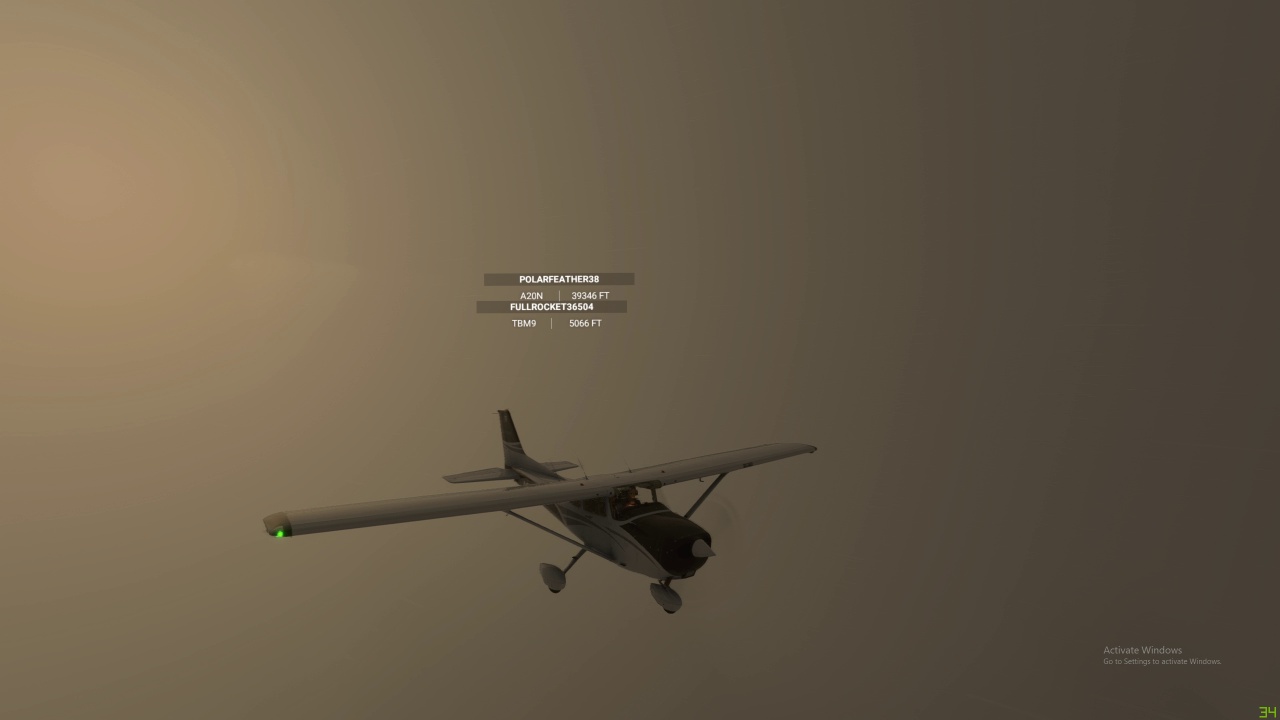 POLARFEATHER38
A20N | 39346 FT
FULLROCKET36504
TBM9 | 5066 FT
Activate Windows
Go to Settings to activate Windows.
34